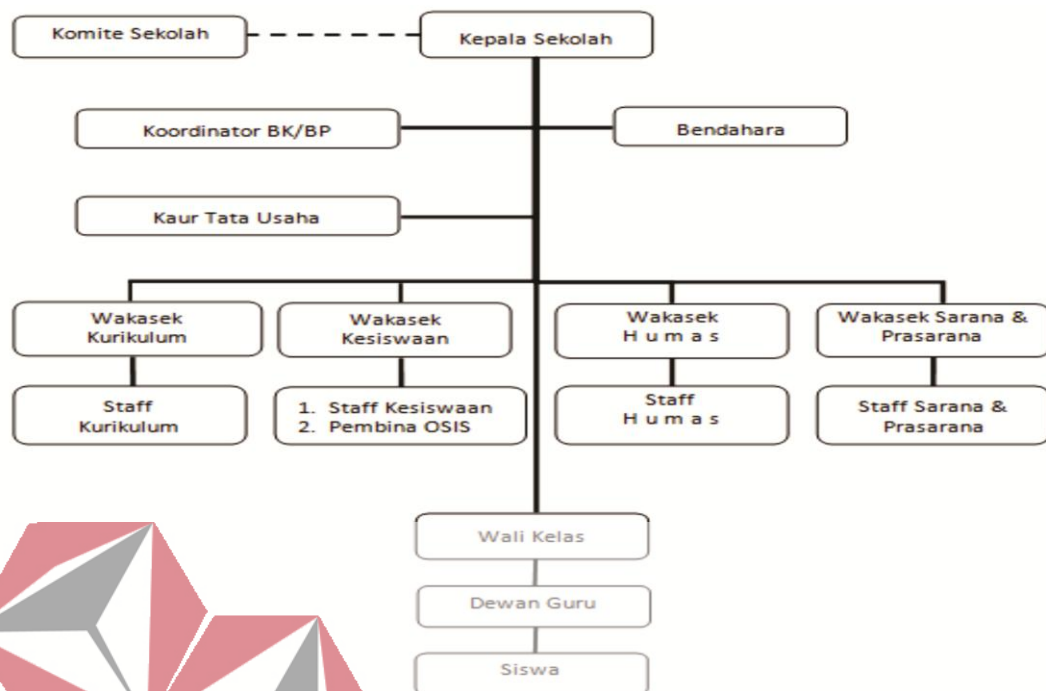 Komite Sekolah
Kepala Sekolah
Koordinator BK/BP
Bendahara
Kaur Tata Usaha
Wakasek
Kurikulum
Wakasek
Kesiswaan
Wakasek
H u m a s
Wakasek Sarana &
Prasarana
Staff
Kurikulum
1. Staff Kesiswaan
2. Pembina OSIS
Staff
H u m a s
Staff Sarana &
Prasarana
Wali Kelas
Dewan Guru
Siswa